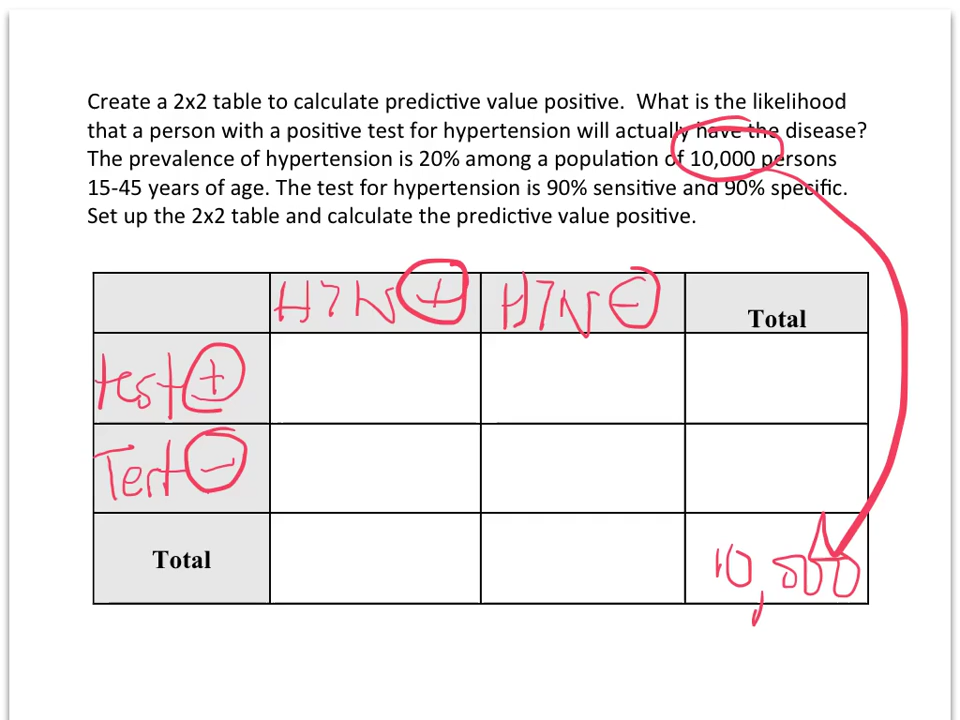 Create a 2x2 table to calculate predictive value positive.  What is the likelihood
that a person with a positive test for hypertension will actually have the disease?
The prevalence of hypertension is 20% among a population of 10,000 persons
15-45 years of age. The test for hypertension is 90% sensitive and 90% specific.
Set up the 2x2 table and calculate the predictive value positive.
HTN + HTN - Total
test +
Test -
Total 10,000